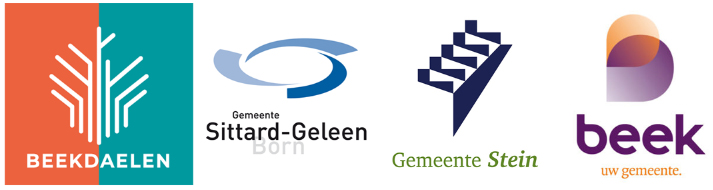 BEEKDAELEN
Gemeente
Sittard-Geleen
Born
Gemeente Stein
beek
uw gemeente.